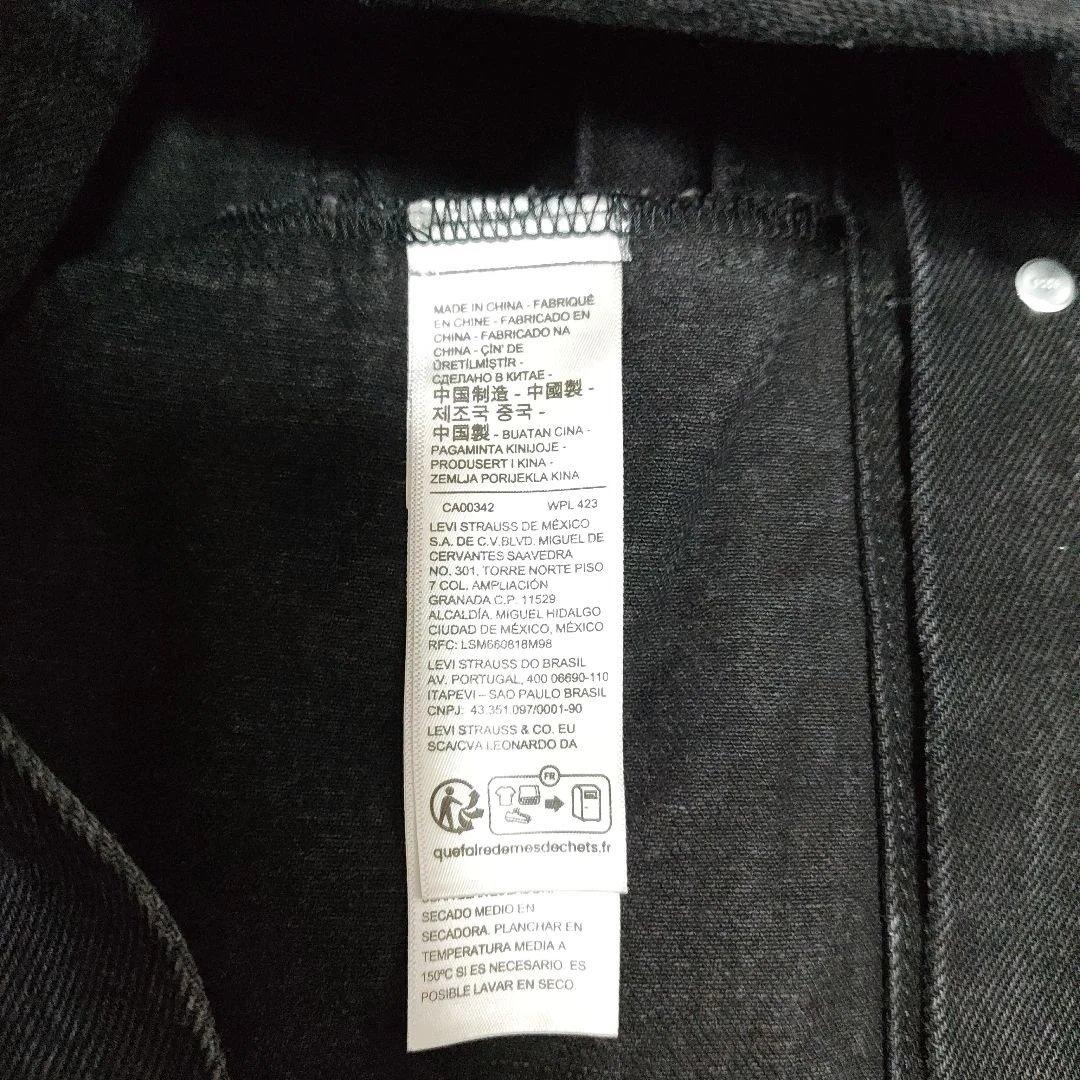 MADE IN CHINA - FABRIQUÉ
EN CHINE - FABRICADO EN
CHINA - FABRICADO NA
CHINA - ÇİN' DE
ÜRETİLMİŞTİR -
СДЕЛАНО В КИТАЕ -
中国制造 - 中國製 -
제조국 중국 -
中国製 - BUATAN CINA -
PAGAMINTA KINIJOJE -
PRODUSERT I KINA -
ZEMLJA PORIJEKLA KINA
CA00342 WPL 423
LEVI STRAUSS DE MÉXICO
S.A. DE C.V.BLVD. MIGUEL DE
CERVANTES SAAVEDRA
NO. 301, TORRE NORTE PISO
7 COL. AMPLIACIÓN
GRANADA C.P. 11529
ALCALDÍA. MIGUEL HIDALGO
CIUDAD DE MÉXICO, MÉXICO
RFC: LSM660818M98
LEVI STRAUSS DO BRASIL
AV. PORTUGAL, 400 06690-110
ITAPEVI – SAO PAULO BRASIL
CNPJ: 43.351.097/0001-90
LEVI STRAUSS & CO. EU
SCA/CVA LEONARDO DA
FR
quefairedemesdechets.fr
SECADO MEDIO EN
SECADORA. PLANCHAR EN
TEMPERATURA MEDIA A
150ºC SI ES NECESARIO. ES
POSIBLE LAVAR EN SECO